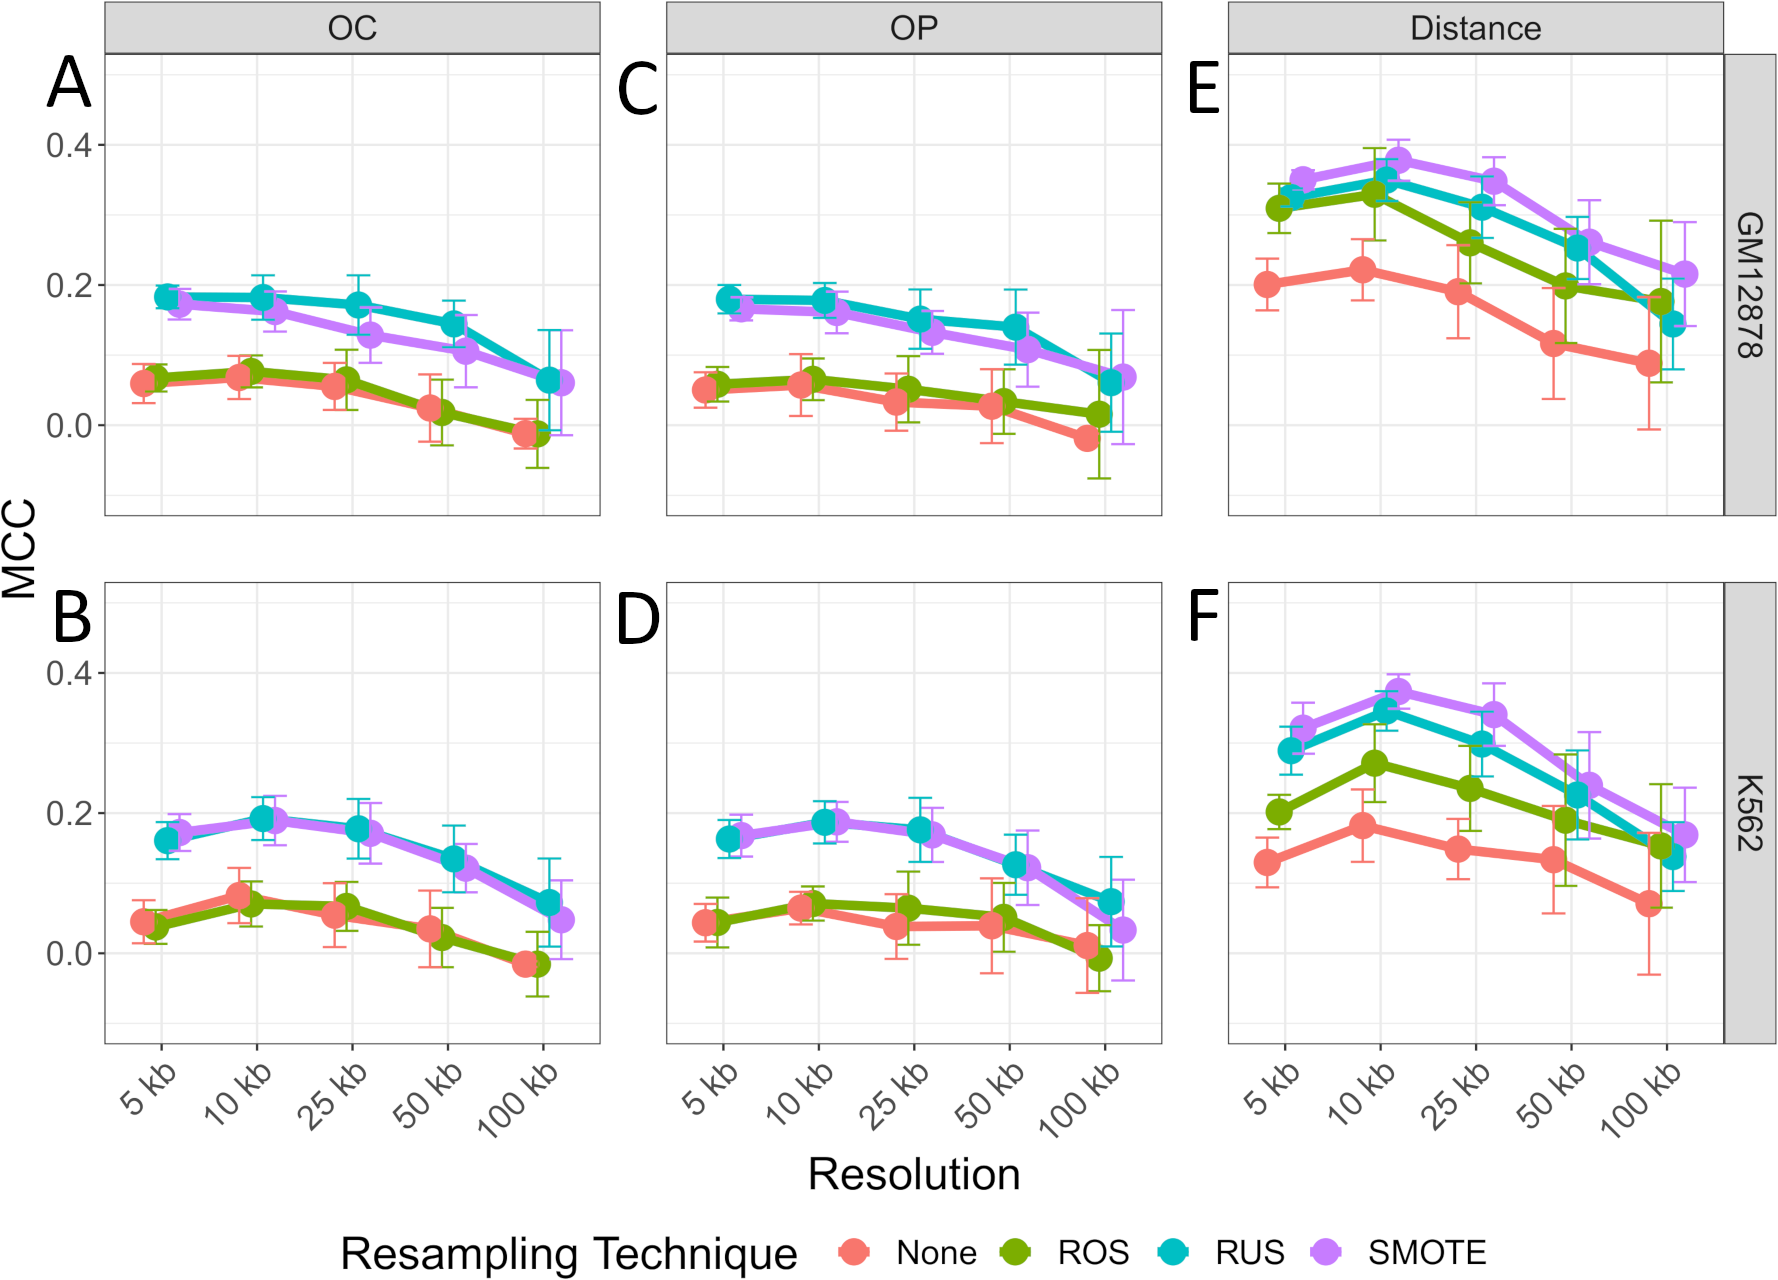 OC
OP
Distance
A
C
E
0.4
0.2
0.0
GM12878
MCC
B
D
F
0.4
0.2
0.0
K562
5 kb
10 kb
25 kb
50 kb
100 kb
5 kb
10 kb
25 kb
50 kb
100 kb
5 kb
10 kb
25 kb
50 kb
100 kb
Resolution
Resampling Technique None ROS RUS SMOTE